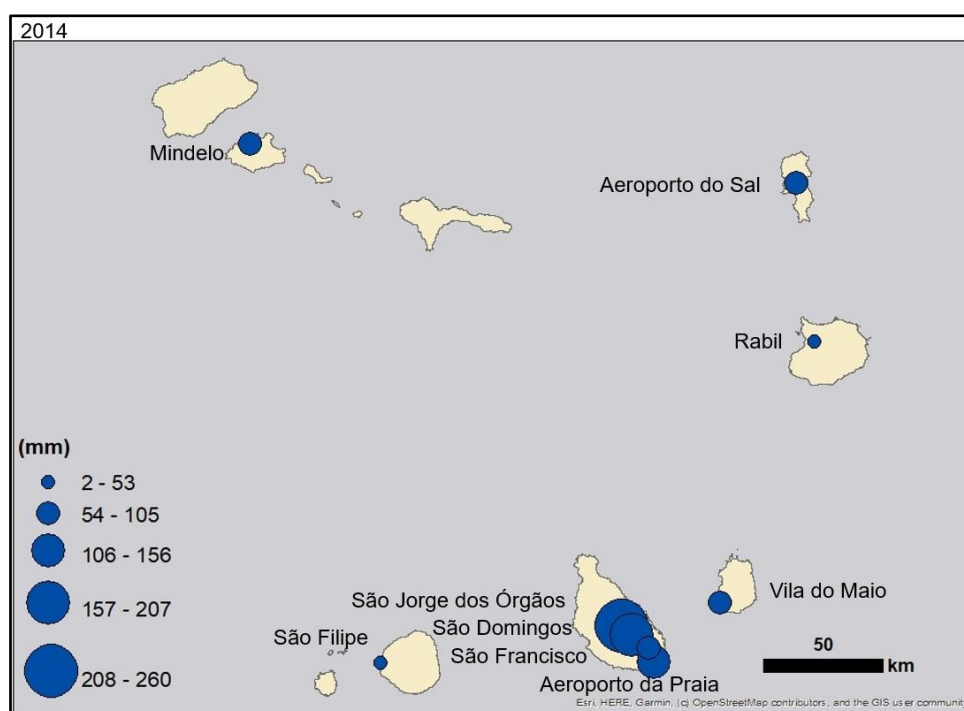 2014
Mindelo
Aeroporto do Sal
Rabil
(mm)
2 - 53
54 - 105
106 - 156
157 - 207
208 - 260
São Jorge dos Órgãos
São Domingos
São Filipe
São Francisco
Aeroporto da Praia
Vila do Maio
50
km
Esri, HERE, Garmin, (c) OpenStreetMap contributors, and the GIS user community